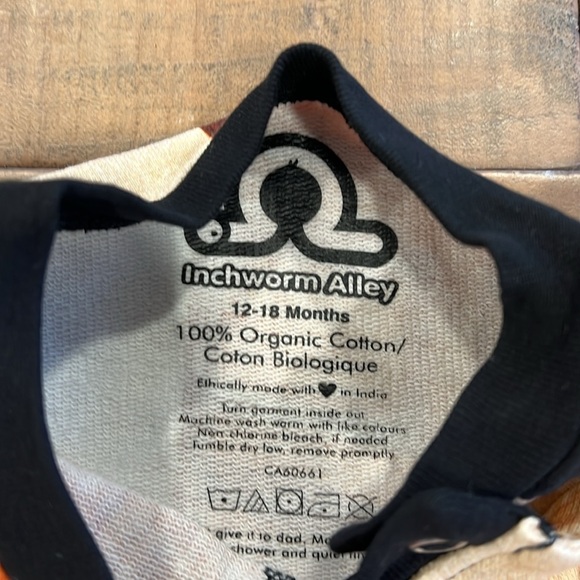 Inchworm Alley
12-18 Months
100% Organic Cotton/
Coton Biologique
Ethically made with ♥ in India
Turn garment inside out
Machine wash warm with like colours
Non chlorine bleach, if needed
Tumble dry low, remove promptly
CA60661
give it to dad, Mo
shower and quiet